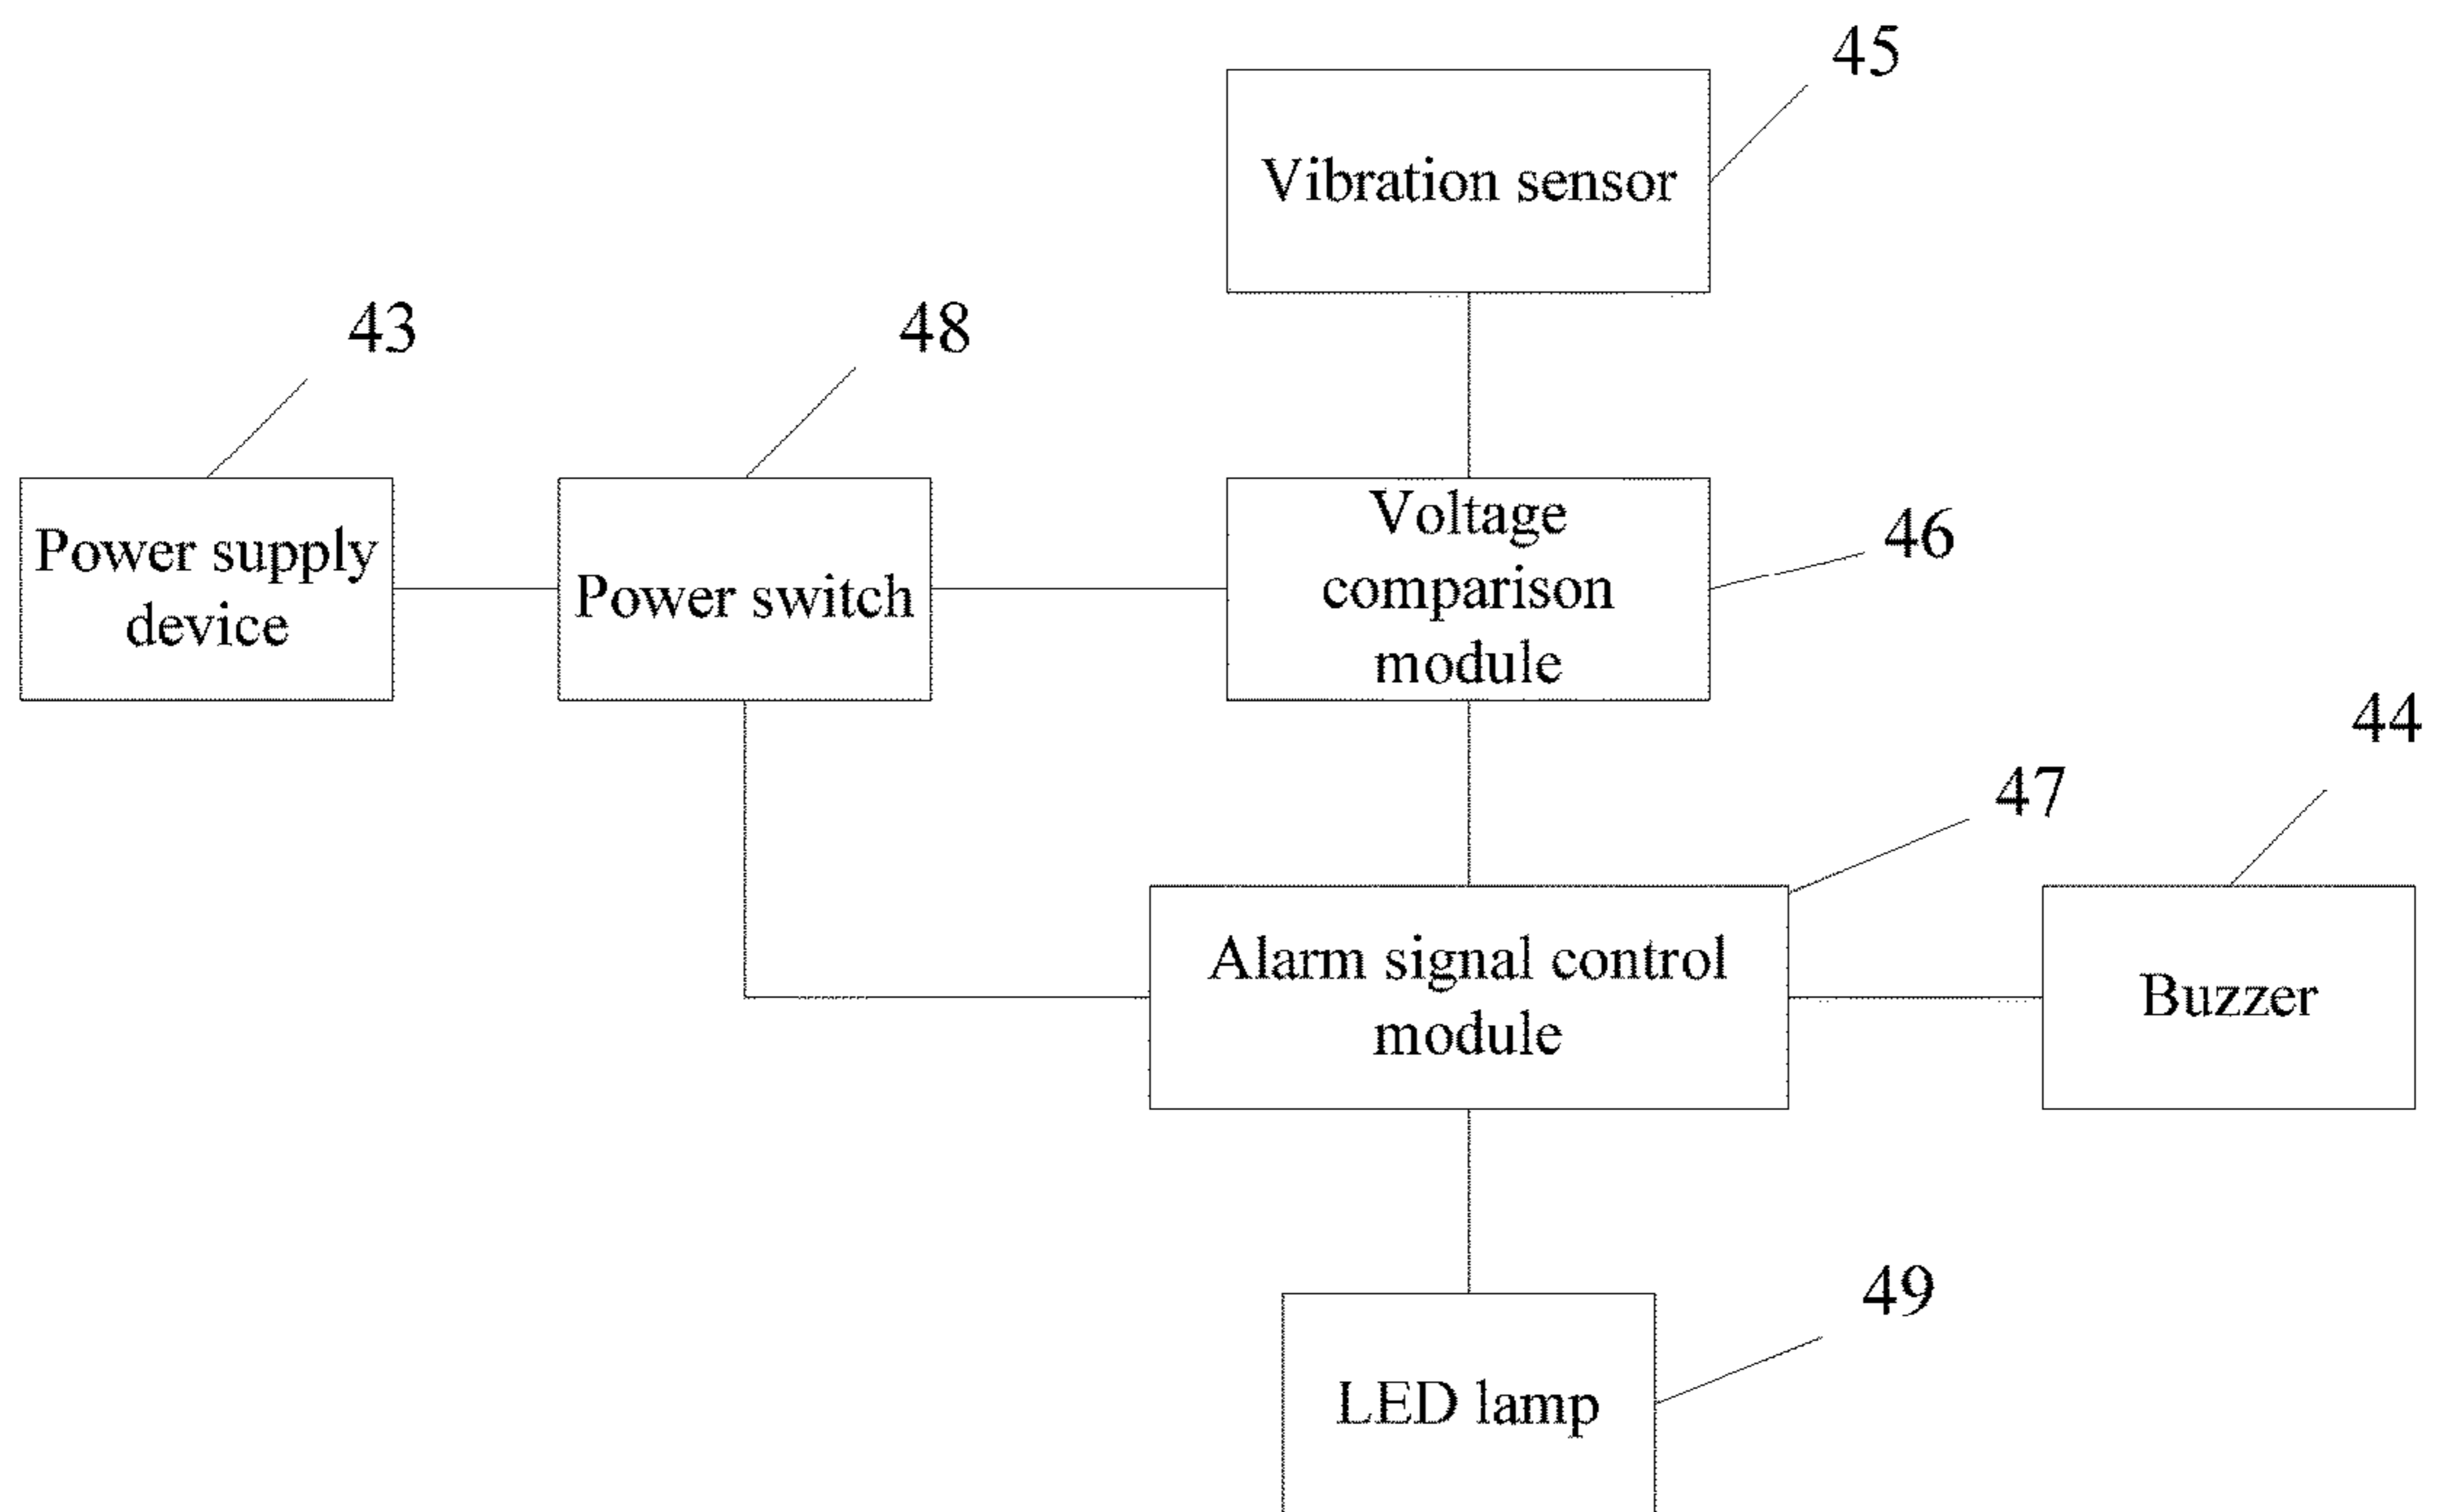 45
Vibration sensor
43
48
Power supply
device
Power switch
Voltage
comparison
module
46
44
47
Alarm signal control
module
Buzzer
49
LED lamp